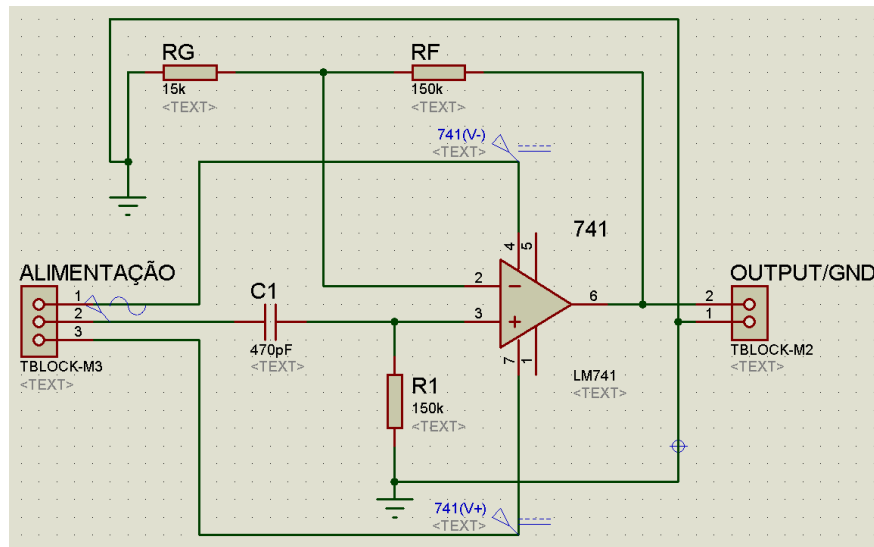 RG
15k
<TEXT>
RF
150k
<TEXT>
741(V-)
<TEXT>
741
4
5
ALIMENTAÇÃO
1
2
3
TBLOCK-M3
<TEXT>
C1
470pF
<TEXT>
2
3
6
7
1
LM741
<TEXT>
OUTPUT/GND
2
1
TBLOCK-M2
<TEXT>
R1
150k
<TEXT>
741(V+)
<TEXT>